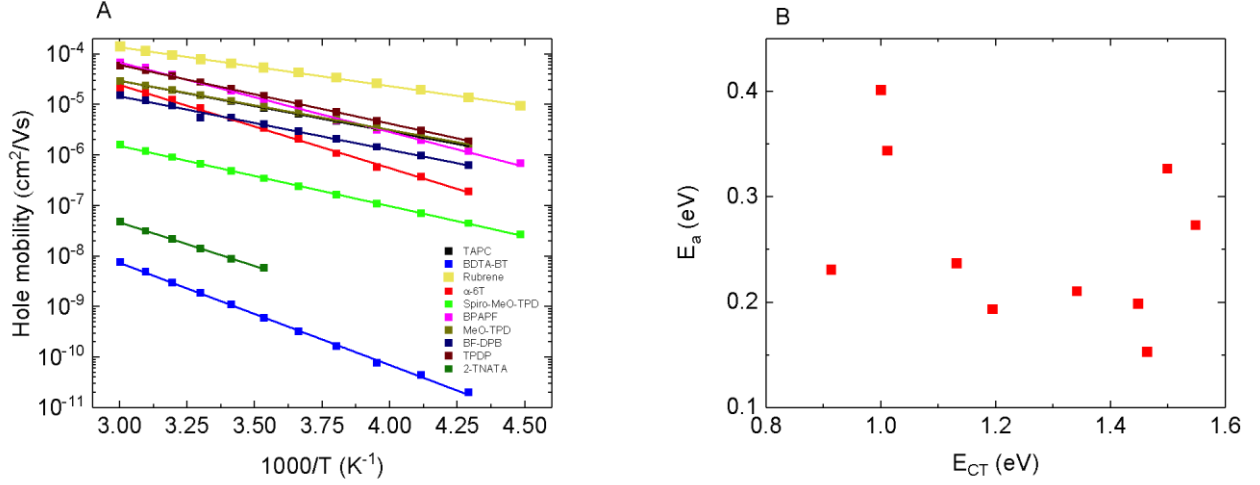 A
Hole mobility (cm²/Vs)
10⁻⁴
10⁻⁵
10⁻⁶
10⁻⁷
10⁻⁸
10⁻⁹
10⁻¹⁰
10⁻¹¹
TAPC
BDTA-BT
Rubrene
α-6T
Spiro-MeO-TPD
BPAPF
MeO-TPD
BF-DPB
TPDP
2-TNATA
3.00 3.25 3.50 3.75 4.00 4.25 4.50
1000/T (K⁻¹)
B
Eₐ (eV)
0.4
0.3
0.2
0.1
0.8 1.0 1.2 1.4 1.6
E_CT (eV)